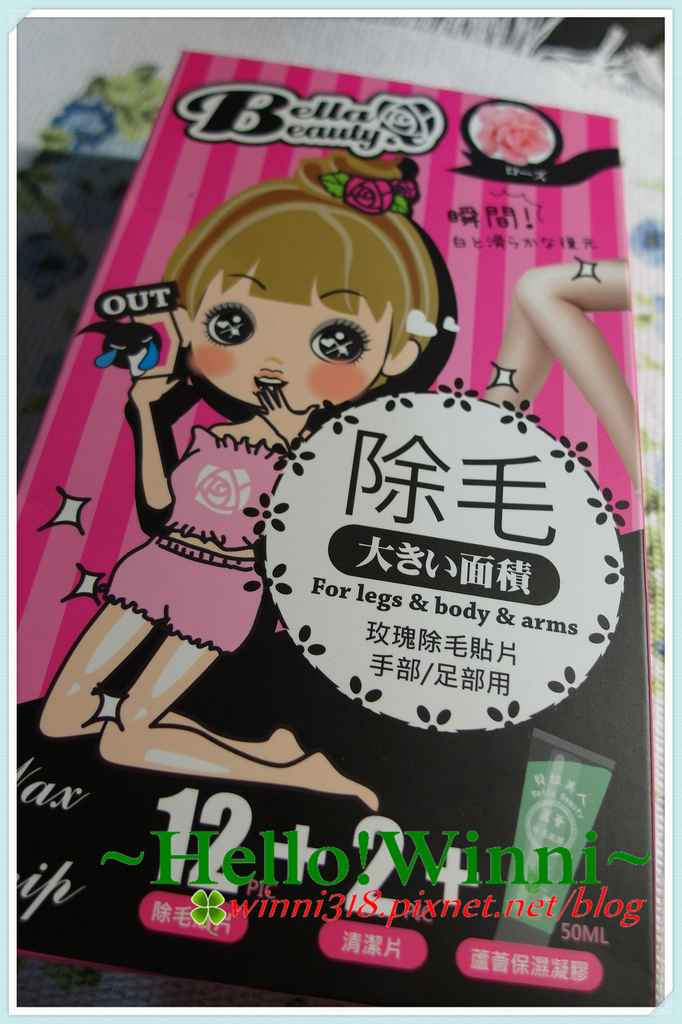 Bella
Beauty
ローズ
瞬間!
白と滑らかな復元
OUT
除毛
大きい面積
For legs & body & arms
玫瑰除毛貼片
手部/足部用
Wax
12+2+
PIC
除毛貼片
清潔片
50ML
蘆薈保濕凝膠
~Hello!Winni~
winni318.pixnet.net/blog